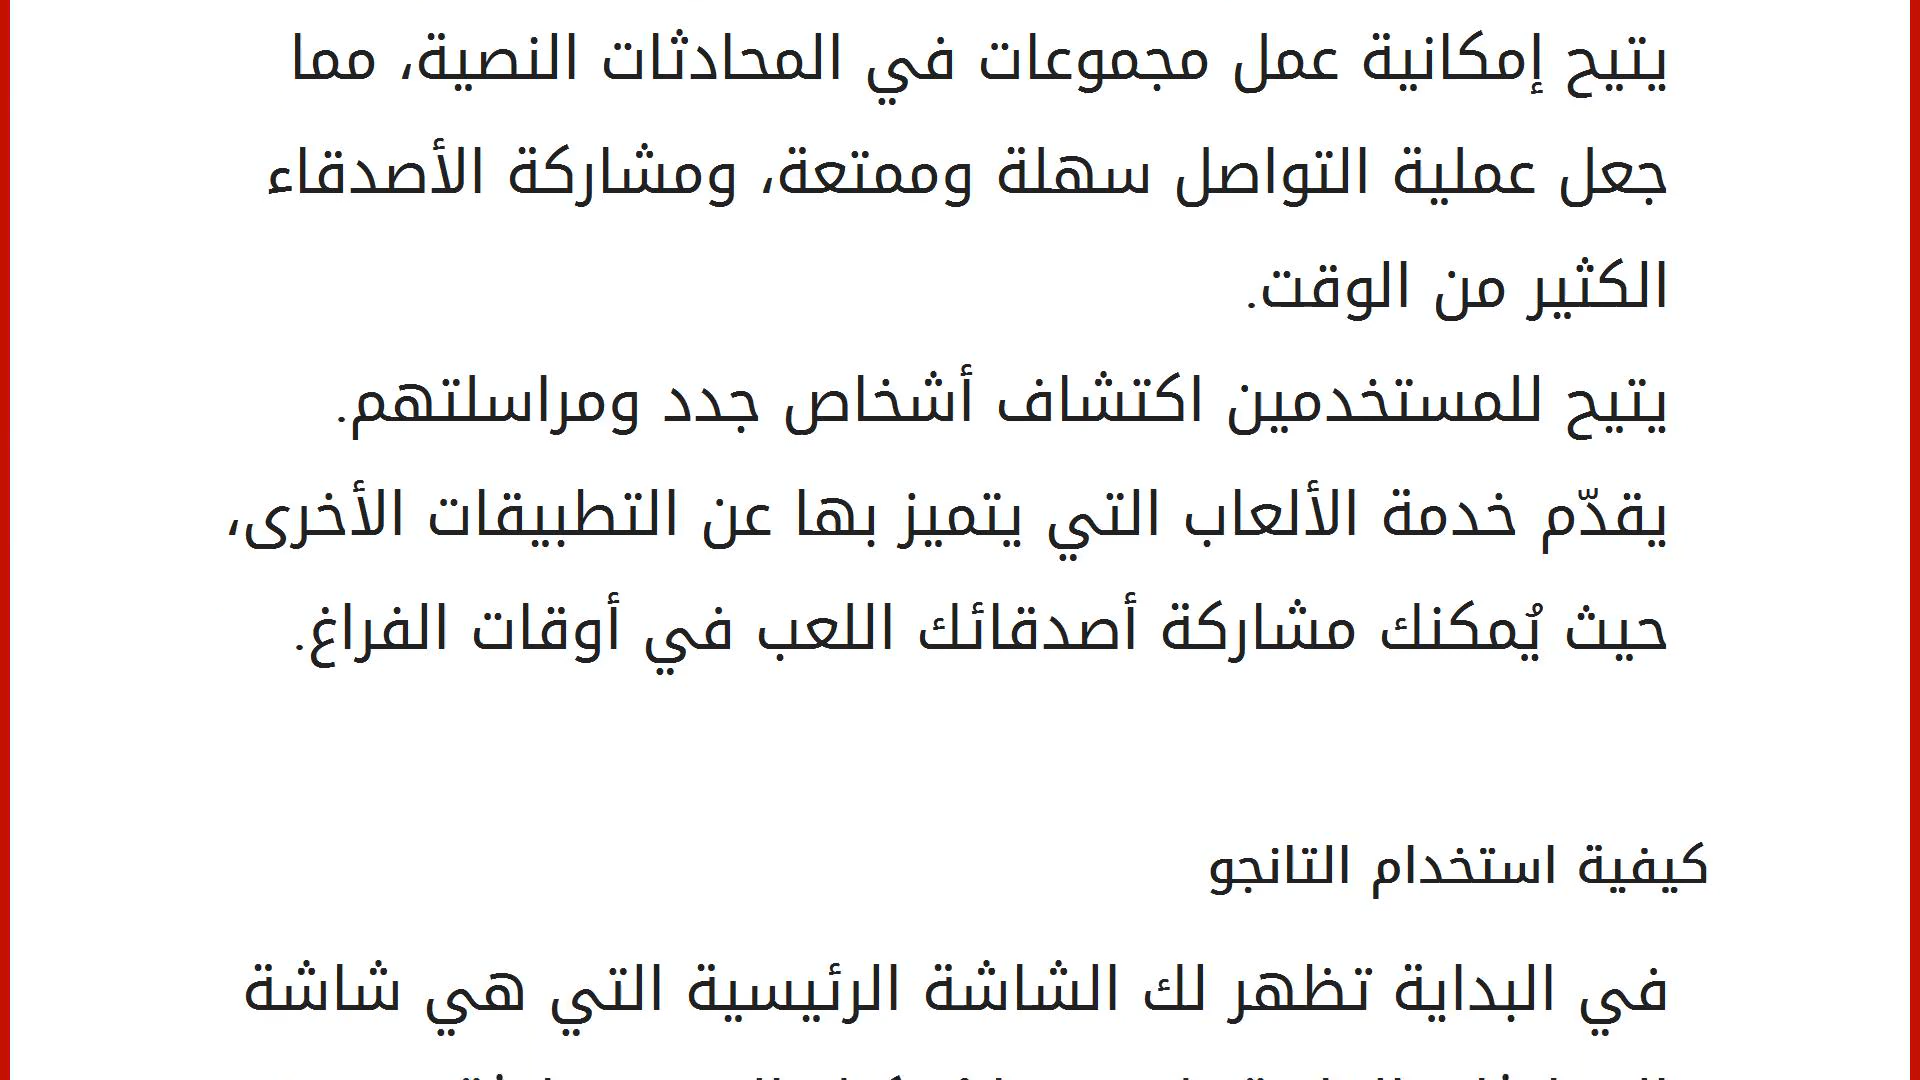 يتيح إمكانية عمل مجموعات في المحادثات النصية، مما
جعل عملية التواصل سهلة وممتعة، ومشاركة الأصدقاء
الكثير من الوقت.
يتيح للمستخدمين اكتشاف أشخاص جدد ومراسلتهم.
يقدّم خدمة الألعاب التي يتميز بها عن التطبيقات الأخرى،
حيث يُمكنك مشاركة أصدقائك اللعب في أوقات الفراغ.
كيفية استخدام التانجو
في البداية تظهر لك الشاشة الرئيسية التي هي شاشة